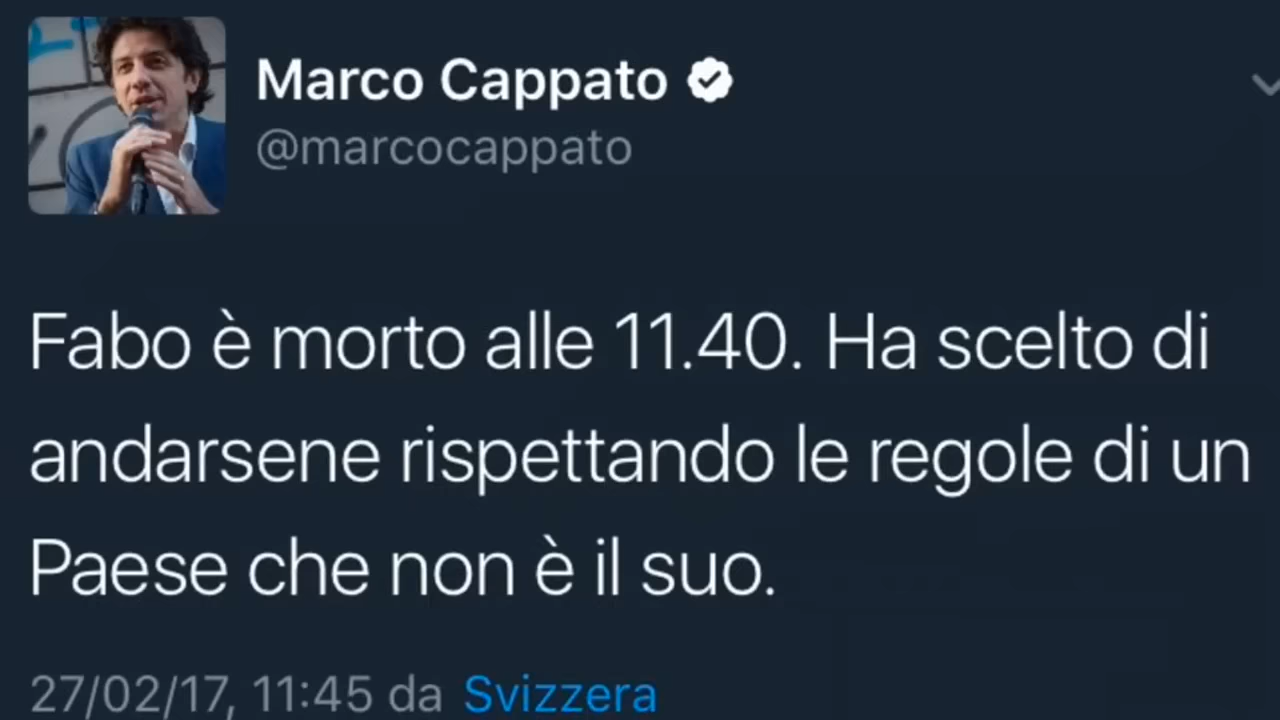 Marco Cappato
@marcocappato
Fabo è morto alle 11.40. Ha scelto di
andarsene rispettando le regole di un
Paese che non è il suo.
27/02/17, 11:45 da Svizzera